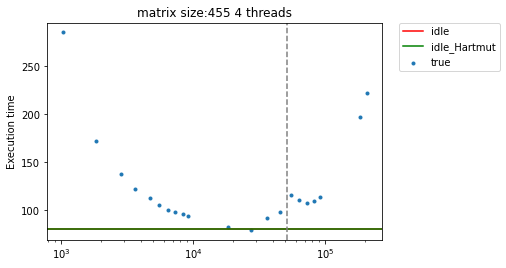 matrix size:455 4 threads
idle
idle_Hartmut
true
Execution time
250
200
150
100
10³
10⁴
10⁵